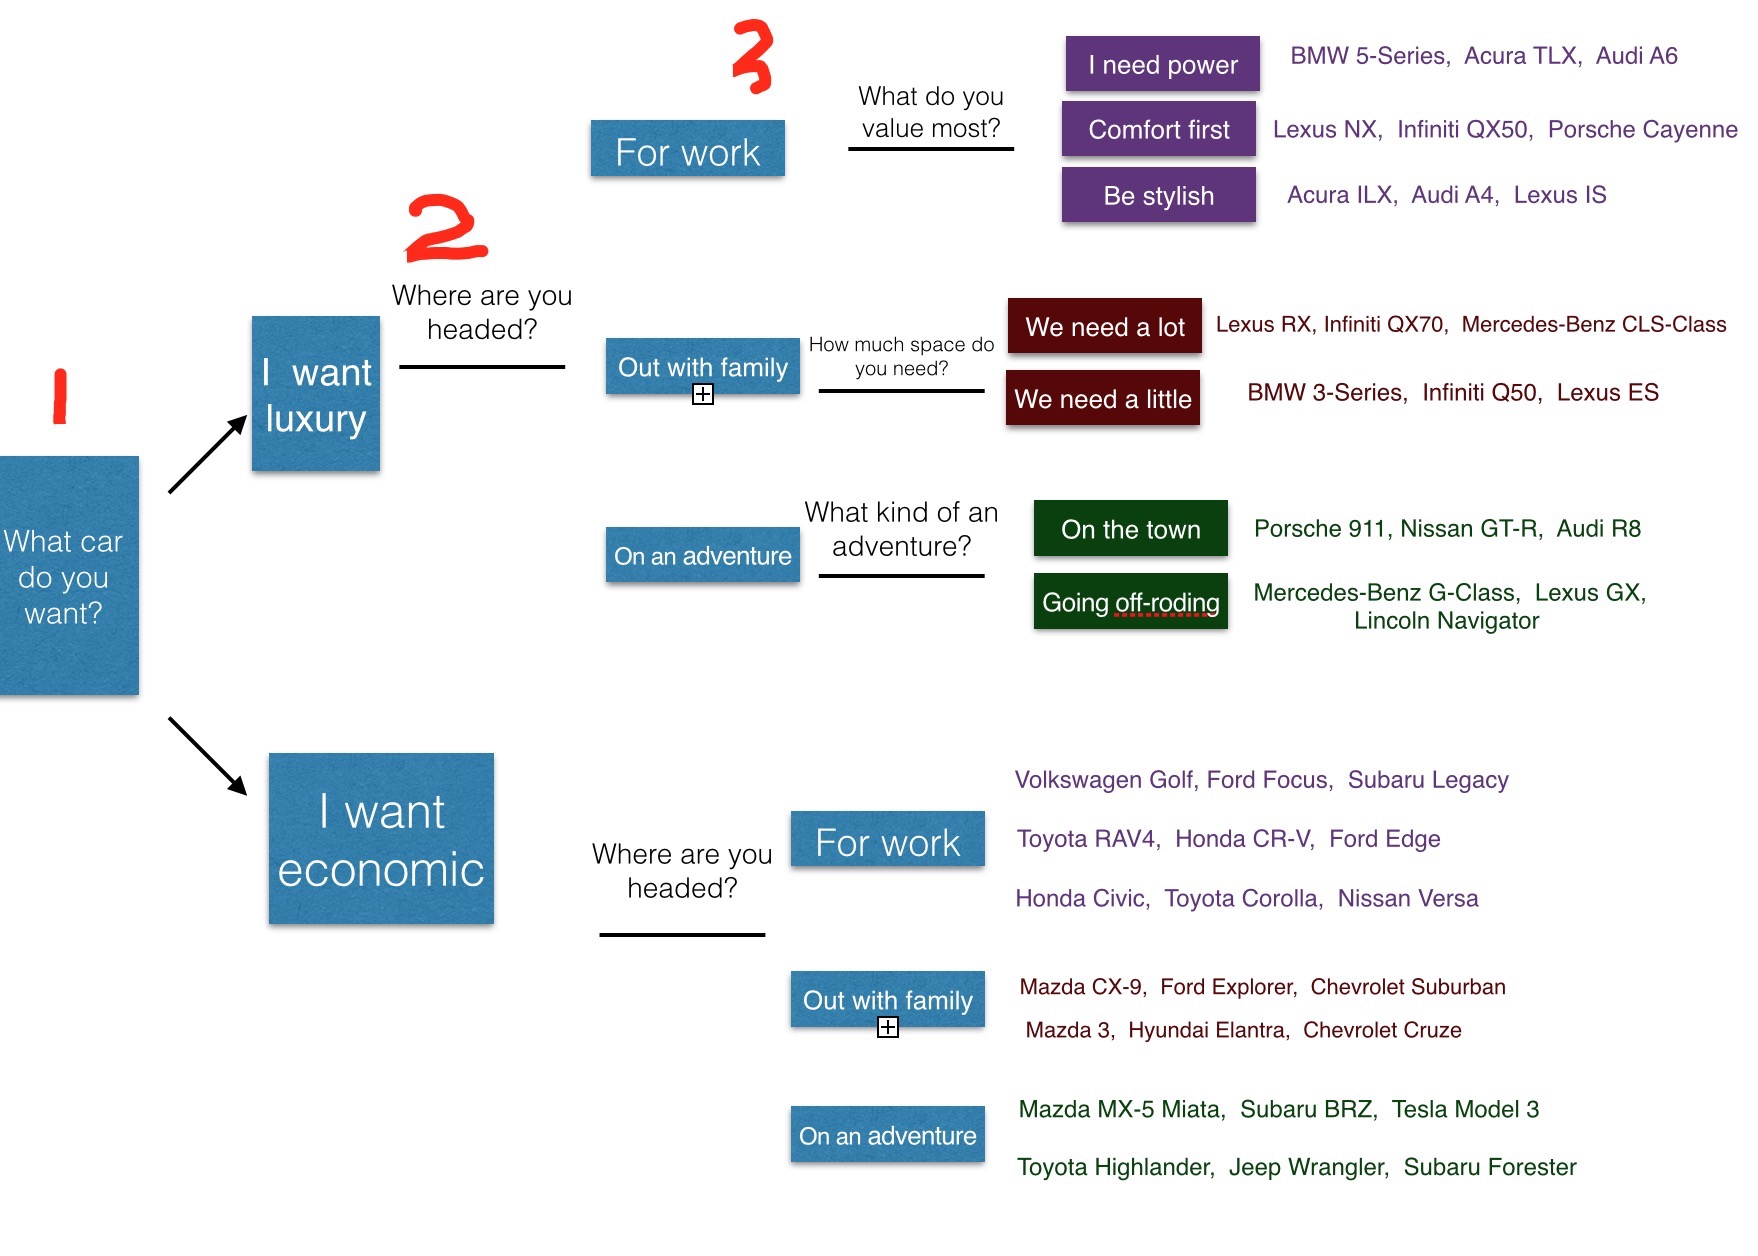 1
What car
do you
want?
I want
luxury
2
Where are you
headed?
3
For work
What do you
value most?
I need power
BMW 5-Series, Acura TLX, Audi A6
Comfort first
Lexus NX, Infiniti QX50, Porsche Cayenne
Be stylish
Acura ILX, Audi A4, Lexus IS
Out with family
How much space do
you need?
We need a lot
Lexus RX, Infiniti QX70, Mercedes-Benz CLS-Class
We need a little
BMW 3-Series, Infiniti Q50, Lexus ES
On an adventure
What kind of an
adventure?
On the town
Porsche 911, Nissan GT-R, Audi R8
Going off-roding
Mercedes-Benz G-Class, Lexus GX,
Lincoln Navigator
I want
economic
Where are you
headed?
For work
Volkswagen Golf, Ford Focus, Subaru Legacy
Toyota RAV4, Honda CR-V, Ford Edge
Honda Civic, Toyota Corolla, Nissan Versa
Out with family
Mazda CX-9, Ford Explorer, Chevrolet Suburban
Mazda 3, Hyundai Elantra, Chevrolet Cruze
On an adventure
Mazda MX-5 Miata, Subaru BRZ, Tesla Model 3
Toyota Highlander, Jeep Wrangler, Subaru Forester